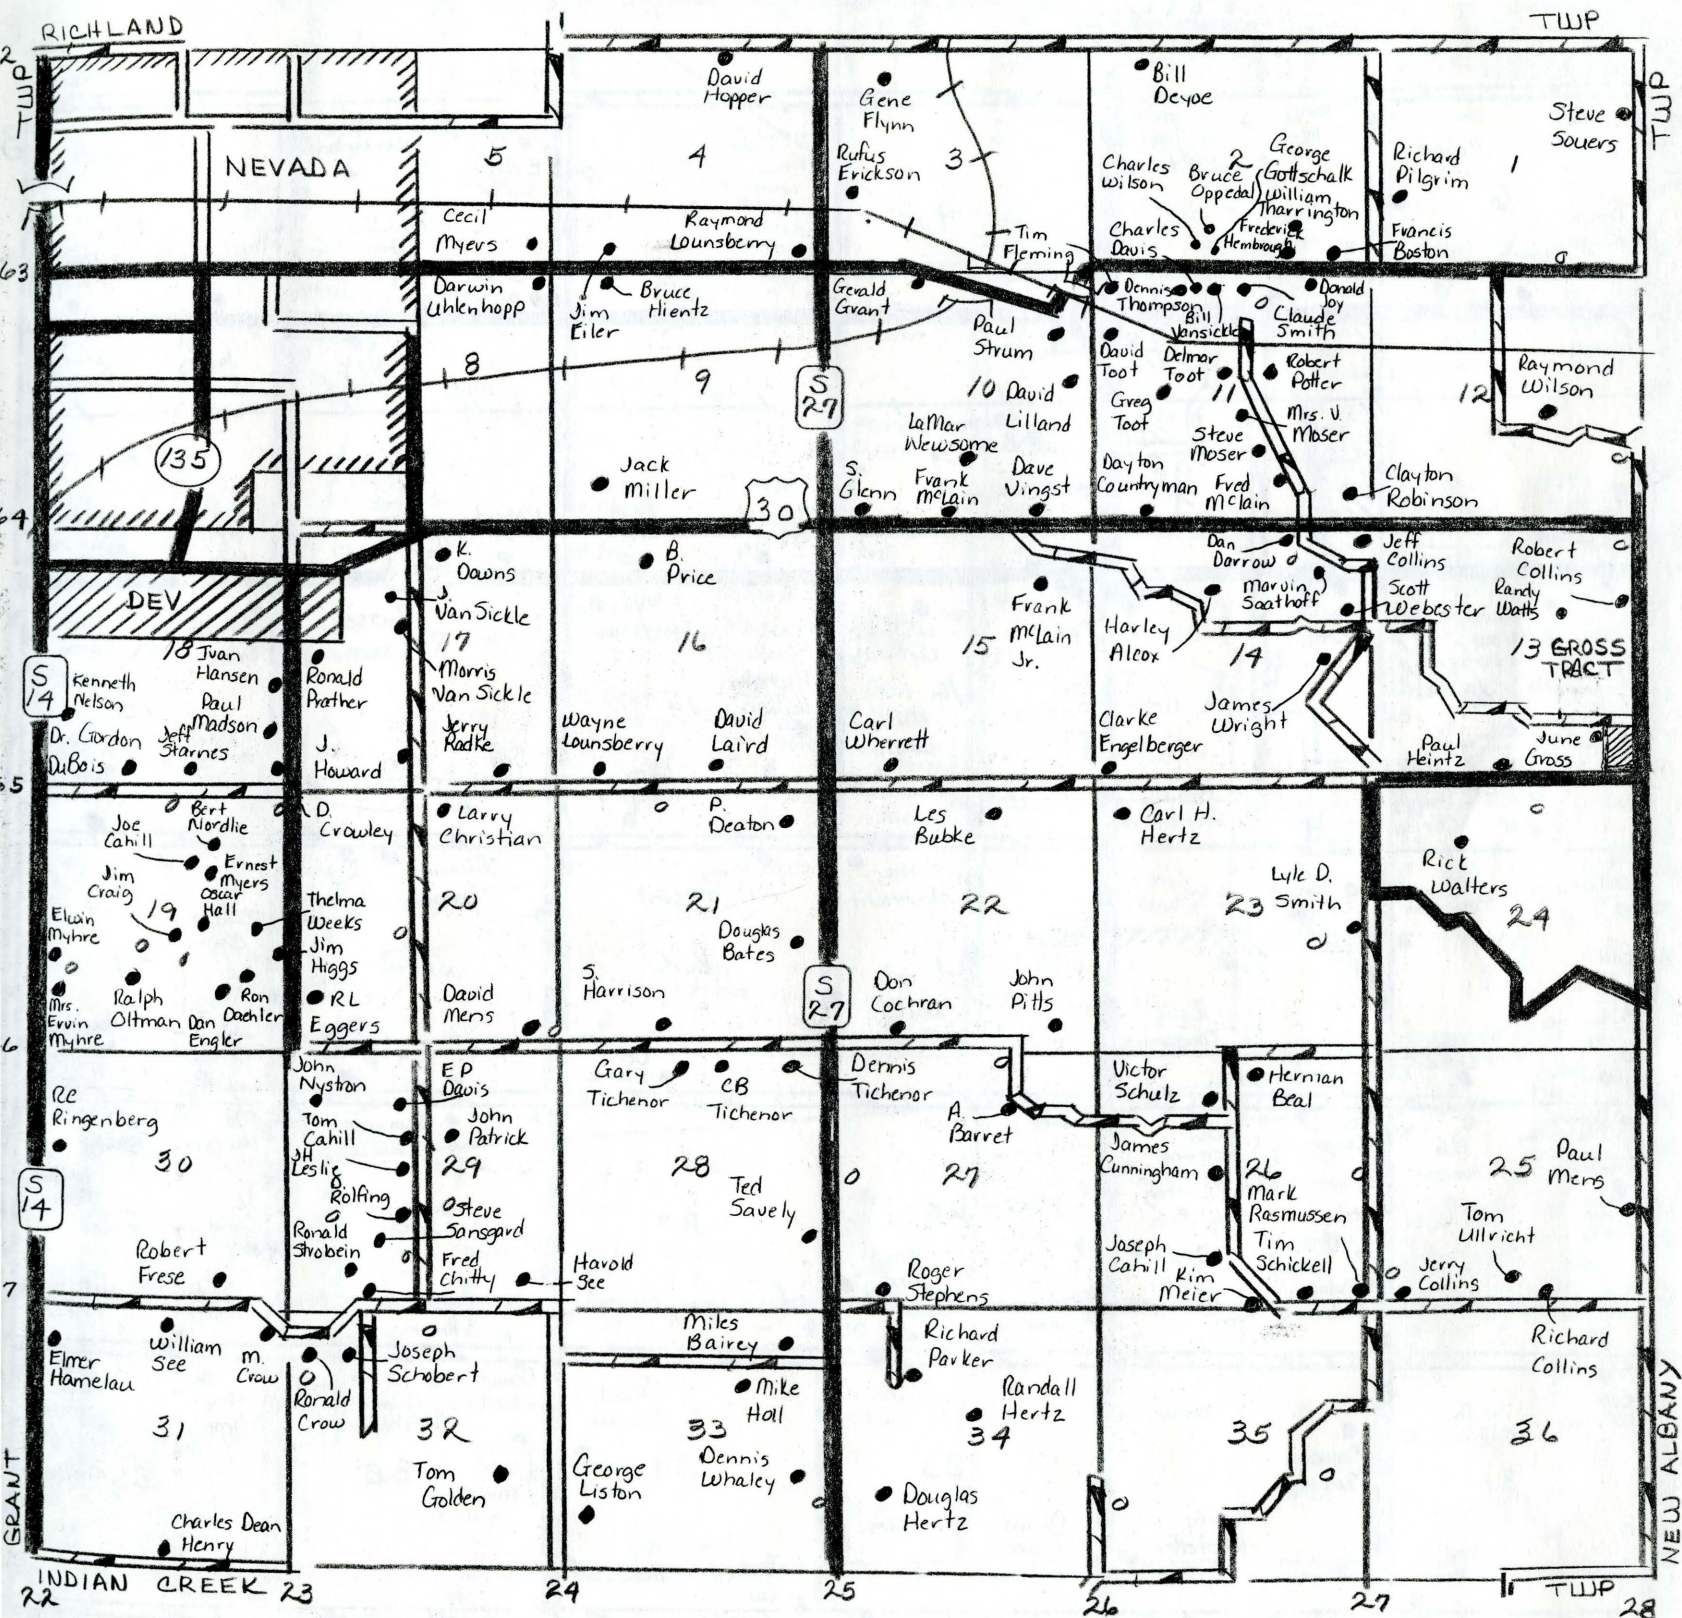 RICHLAND
TWP
2
TWP
David
Hopper
Gene
Flynn
Bill
Deyoe
Steve
Souers
TWP
NEVADA
5
4
3
2
1
Rufus
Erickson
Charles
Wilson
Bruce
Oppedal
George
Gottschalk
William
Tharrington
Frederick
Hembrough
Richard
Pilgrim
Cecil
Myers
Raymond
Lounsberry
Tim
Fleming
Charles
Davis
Francis
Boston
63
Darwin
Uhlenhopp
Jim
Eiler
Bruce
Hientz
Gerald
Grant
Paul
Strum
Dennis
Thompson
Bill
Vansickle
Claude
Smith
Donald
Joy
8
9
S
27
10
David
Lilland
David
Toot
Delmar
Toot
Greg
Toot
11
Robert
Potter
12
Raymond
Wilson
135
Jack
Miller
30
LaMar
Newsome
S.
Glenn
Frank
McLain
Dave
Vingst
Dayton
Countryman
Steve
Moser
Mrs. V.
Moser
Fred
McLain
Clayton
Robinson
64
DEV
K.
Downs
B.
Price
J.
VanSickle
Frank
McLain
Jr.
Dan
Darrow
Marvin
Saathoff
Jeff
Collins
Scott
Webester
Robert
Collins
Randy
Watts
18
17
16
15
Harley
Alcox
14
13 GROSS
TRACT
S
14
Kenneth
Nelson
Ivan
Hansen
Paul
Madson
Ronald
Prather
Morris
Van Sickle
James
Wright
Dr. Gordon
DuBois
Jeff
Starnes
J.
Howard
Jerry
Radke
Wayne
Lounsberry
David
Laird
Carl
Wherrett
Clarke
Engelberger
Paul
Heintz
June
Gross
5
Joe
Cahill
Bert
Nordlie
D.
Crowley
Larry
Christian
P.
Deaton
Les
Bubke
Carl H.
Hertz
Jim
Craig
Ernest
Myers
Oscar
Hall
Rick
Walters
Elwin
Myhre
19
Thelma
Weeks
20
21
22
23
Lyle D.
Smith
24
Jim
Higgs
Douglas
Bates
Mrs.
Ervin
Myhre
Ralph
Oltman
Dan
Engler
Ron
Daehler
RL
Eggers
David
Mens
S.
Harrison
S
27
Don
Cochran
John
Pitts
6
RC
Ringenberg
John
Nystron
EP
Davis
Gary
Tichenor
CB
Tichenor
Dennis
Tichenor
A.
Barret
Victor
Schulz
Herman
Beal
Tom
Cahill
John
Patrick
30
JH
Leslie
29
28
27
James
Cunningham
26
25
Paul
Mens
S
14
Rolfing
Steve
Sansgard
Ted
Savely
Mark
Rasmussen
Tom
Ullricht
Robert
Frese
Ronald
Strobein
Fred
Chitty
Harold
See
Roger
Stephens
Joseph
Cahill
Kim
Meier
Tim
Schickell
Jerry
Collins
7
Elmer
Hamelau
William
See
M.
Crow
Ronald
Crow
Joseph
Schobert
Miles
Bairey
Richard
Parker
Richard
Collins
Mike
Holl
Randall
Hertz
31
32
33
34
35
36
Tom
Golden
George
Liston
Dennis
Whaley
Douglas
Hertz
Charles Dean
Henry
GRANT
NEW ALBANY
INDIAN CREEK
TWP
22
23
24
25
26
27
28